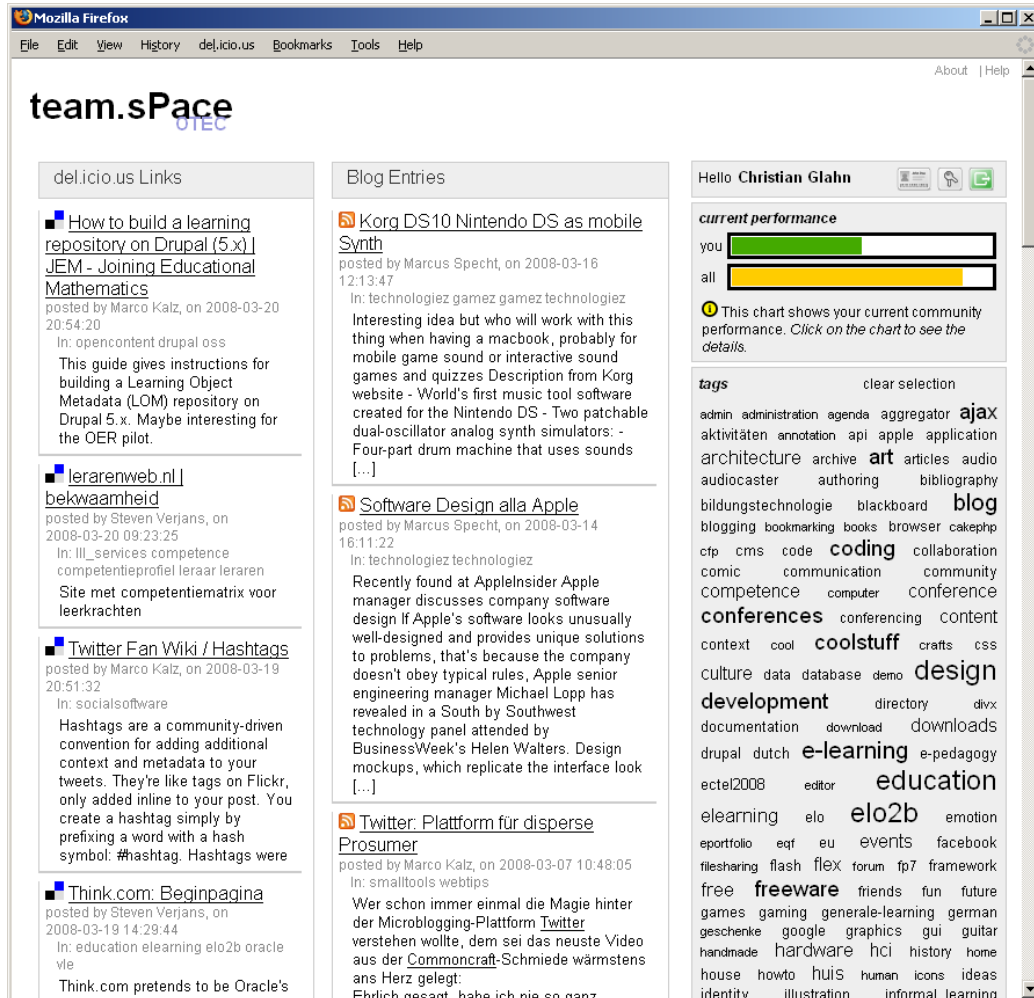 Mozilla Firefox
File Edit View History del.icio.us Bookmarks Tools Help
About | Help
team.sPace
OTEC
del.icio.us Links
How to build a learning
repository on Drupal (5.x) |
JEM - Joining Educational
Mathematics
posted by Marco Kalz, on 2008-03-20
20:54:20
In: opencontent drupal oss
This guide gives instructions for
building a Learning Object
Metadata (LOM) repository on
Drupal 5.x. Maybe interesting for
the OER pilot.
lerarenweb.nl |
bekwaamheid
posted by Steven Verjans, on
2008-03-20 09:23:25
In: lll_services competence
competentieprofiel leraar leraren
Site met competentiematrix voor
leerkrachten
Twitter Fan Wiki / Hashtags
posted by Marco Kalz, on 2008-03-19
20:51:32
In: socialsoftware
Hashtags are a community-driven
convention for adding additional
context and metadata to your
tweets. They're like tags on Flickr,
only added inline to your post. You
create a hashtag simply by
prefixing a word with a hash
symbol: #hashtag. Hashtags were
Think.com: Beginpagina
posted by Steven Verjans, on
2008-03-19 14:29:44
In: education elearning elo2b oracle
vle
Think.com pretends to be Oracle's
Blog Entries
Korg DS10 Nintendo DS as mobile
Synth
posted by Marcus Specht, on 2008-03-16
12:13:47
In: technologiez gamez gamez technologiez
Interesting idea but who will work with this
thing when having a macbook, probably for
mobile game sound or interactive sound
games and quizzes Description from Korg
website - World's first music tool software
created for the Nintendo DS - Two patchable
dual-oscillator analog synth simulators: -
Four-part drum machine that uses sounds
[...]
Software Design alla Apple
posted by Marcus Specht, on 2008-03-14
16:11:22
In: technologiez technologiez
Recently found at AppleInsider Apple
manager discusses company software
design If Apple's software looks unusually
well-designed and provides unique solutions
to problems, that's because the company
doesn't obey typical rules, Apple senior
engineering manager Michael Lopp has
revealed in a South by Southwest
technology panel attended by
BusinessWeek's Helen Walters. Design
mockups, which replicate the interface look
[...]
Twitter: Plattform für disperse
Prosumer
posted by Marco Kalz, on 2008-03-07 10:48:05
In: smalltools webtips
Wer schon immer einmal die Magie hinter
der Microblogging-Plattform Twitter
verstehen wollte, dem sei das neuste Video
aus der Commoncraft-Schmiede wärmstens
ans Herz gelegt:
Ehrlich gesagt, habe ich nie so ganz
Hello Christian Glahn
current performance
you
all
This chart shows your current community
performance. Click on the chart to see the
details.
tags clear selection
admin administration agenda aggregator ajax
aktivitäten annotation api apple application
architecture archive art articles audio
audiocaster authoring bibliography
bildungstechnologie blackboard blog
blogging bookmarking books browser cakephp
cfp cms code coding collaboration
comic communication community
competence computer conference
conferences conferencing content
context cool coolstuff crafts css
culture data database demo design
development directory divx
documentation download downloads
drupal dutch e-learning e-pedagogy
ectel2008 editor education
elearning elo elo2b emotion
eportfolio eqf eu events facebook
filesharing flash flex forum fp7 framework
free freeware friends fun future
games gaming generale-learning german
geschenke google graphics gui guitar
handmade hardware hci history home
house howto huis human icons ideas
identity illustration informal_learning